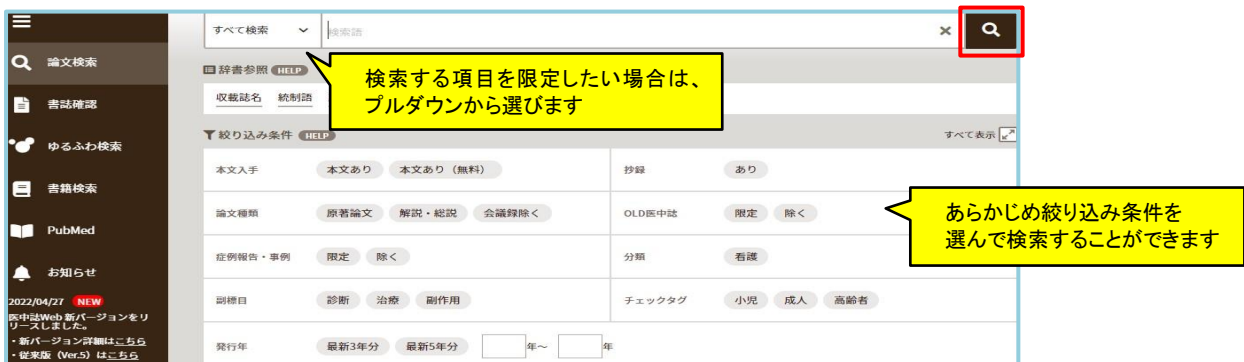 すべて検索
検索語
論文検索
辞書参照 HELP
収載誌名 統制語
検索する項目を限定したい場合は、
プルダウンから選びます
書誌確認
絞り込み条件 HELP
すべて表示
ゆるふわ検索
本文入手 本文あり 本文あり（無料） 抄録 あり
書籍検索
論文種類 原著論文 解説・総説 会議録除く OLD医中誌 限定 除く
あらかじめ絞り込み条件を
選んで検索することができます
PubMed
症例報告・事例 限定 除く 分類 看護
お知らせ
副標目 診断 治療 副作用 チェックタグ 小児 成人 高齢者
2022/04/27 NEW
医中誌Web 新バージョンをリ
リースしました。
・新バージョン詳細はこちら
・従来版（Ver.5）はこちら
発行年 最新3年分 最新5年分 年～ 年